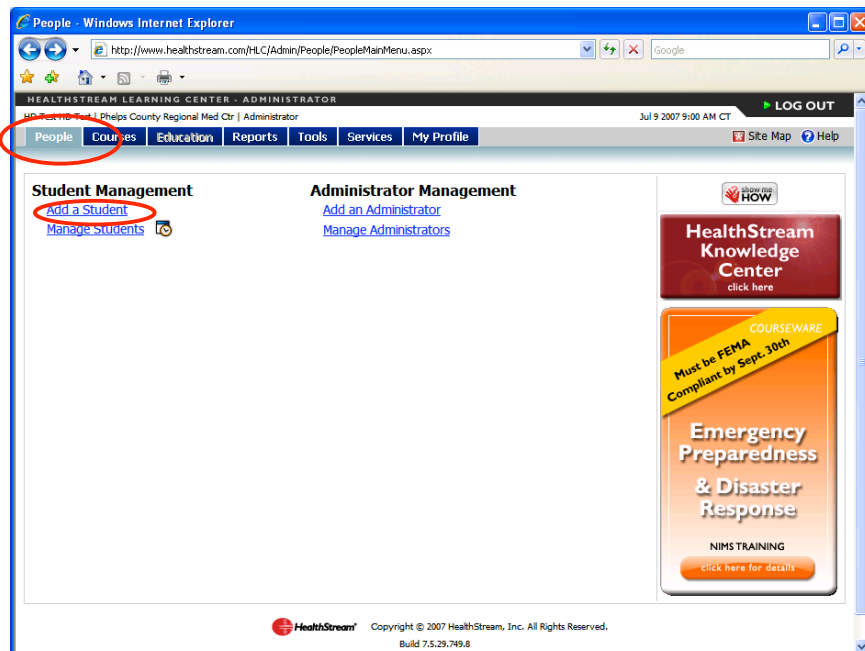 People - Windows Internet Explorer
http://www.healthstream.com/HLC/Admin/People/PeopleMainMenu.aspx
Google
HEALTHSTREAM LEARNING CENTER - ADMINISTRATOR
HD Test HD Test | Phelps County Regional Med Ctr | Administrator
Jul 9 2007 9:00 AM CT
LOG OUT
People Courses Education Reports Tools Services My Profile
Site Map Help
Student Management
Add a Student
Manage Students
Administrator Management
Add an Administrator
Manage Administrators
show me
HOW
HealthStream
Knowledge
Center
click here
COURSEWARE
Must be FEMA
Compliant by Sept. 30th
Emergency
Preparedness
& Disaster
Response
NIMS TRAINING
click here for details
HealthStream Copyright © 2007 HealthStream, Inc. All Rights Reserved.
Build 7.5.29.749.8